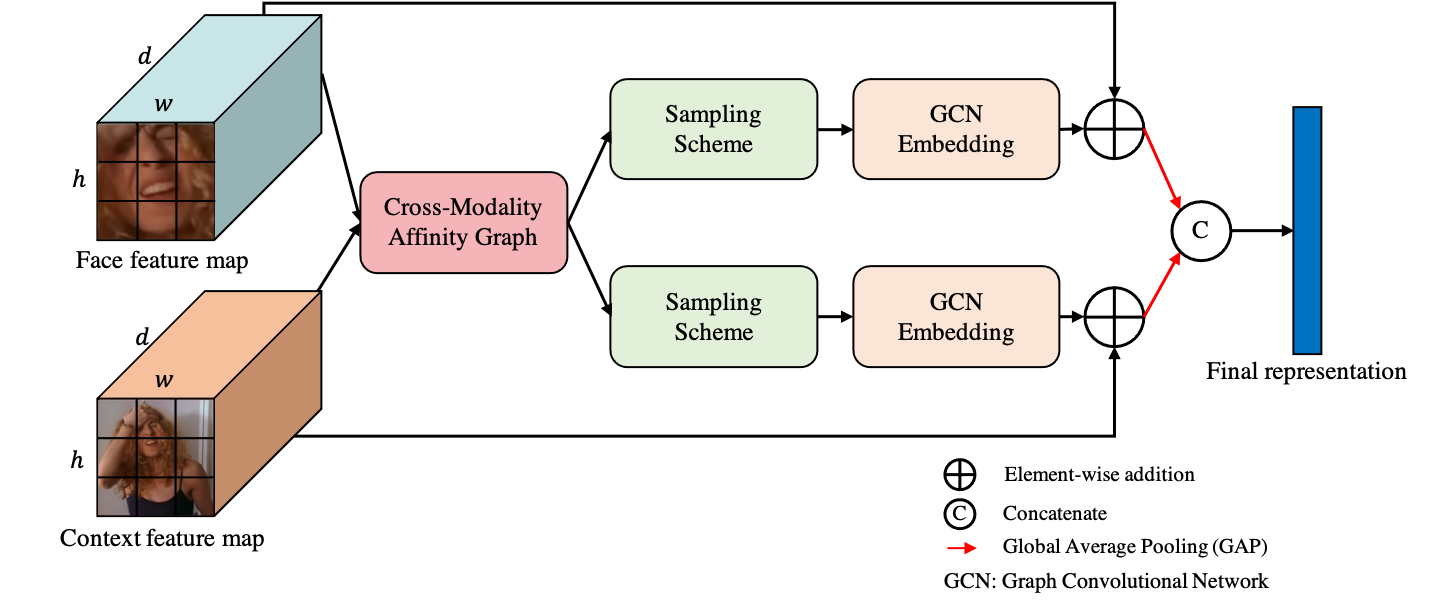 d
w
h
Face feature map
d
w
h
Context feature map
Cross-Modality
Affinity Graph
Sampling
Scheme
GCN
Embedding
Sampling
Scheme
GCN
Embedding
C
Final representation
Element-wise addition
C
Concatenate
Global Average Pooling (GAP)
GCN: Graph Convolutional Network